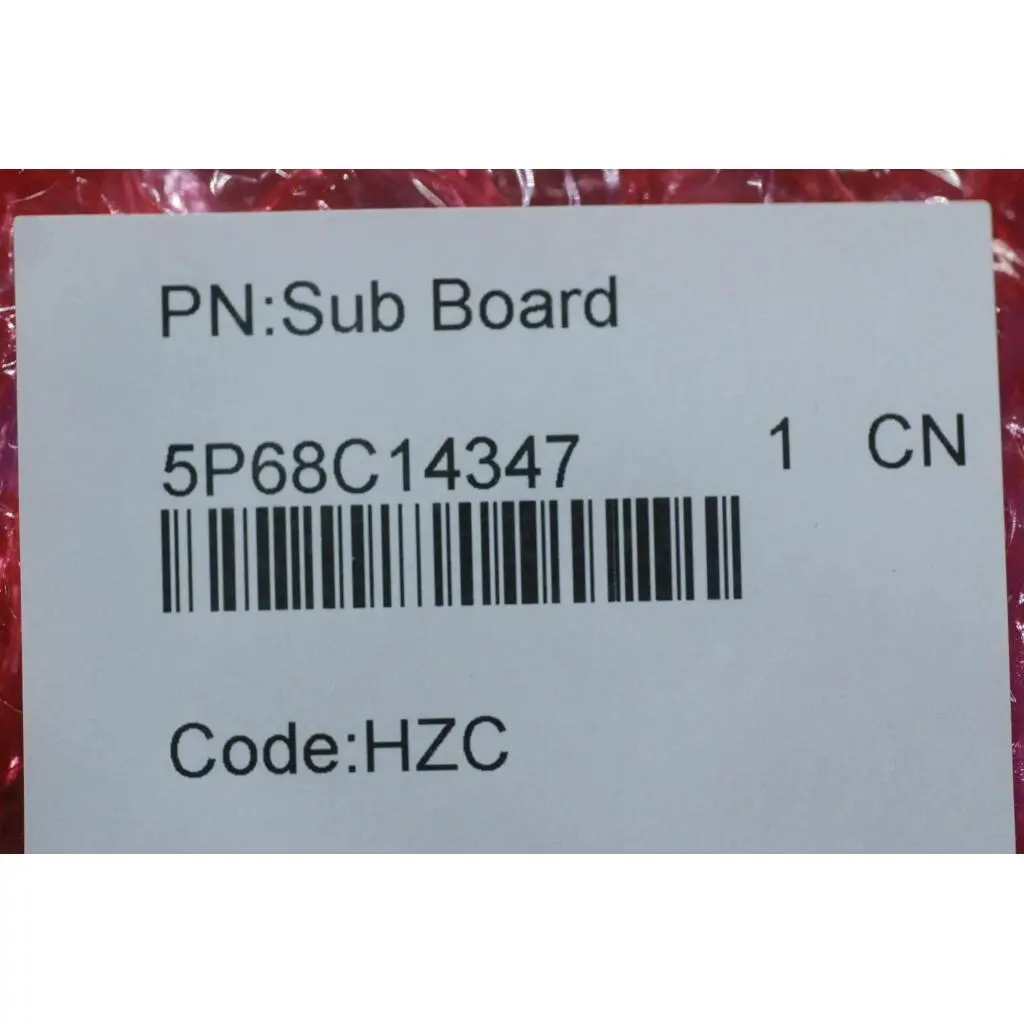 PN:Sub Board
5P68C14347 1 CN
Code:HZC